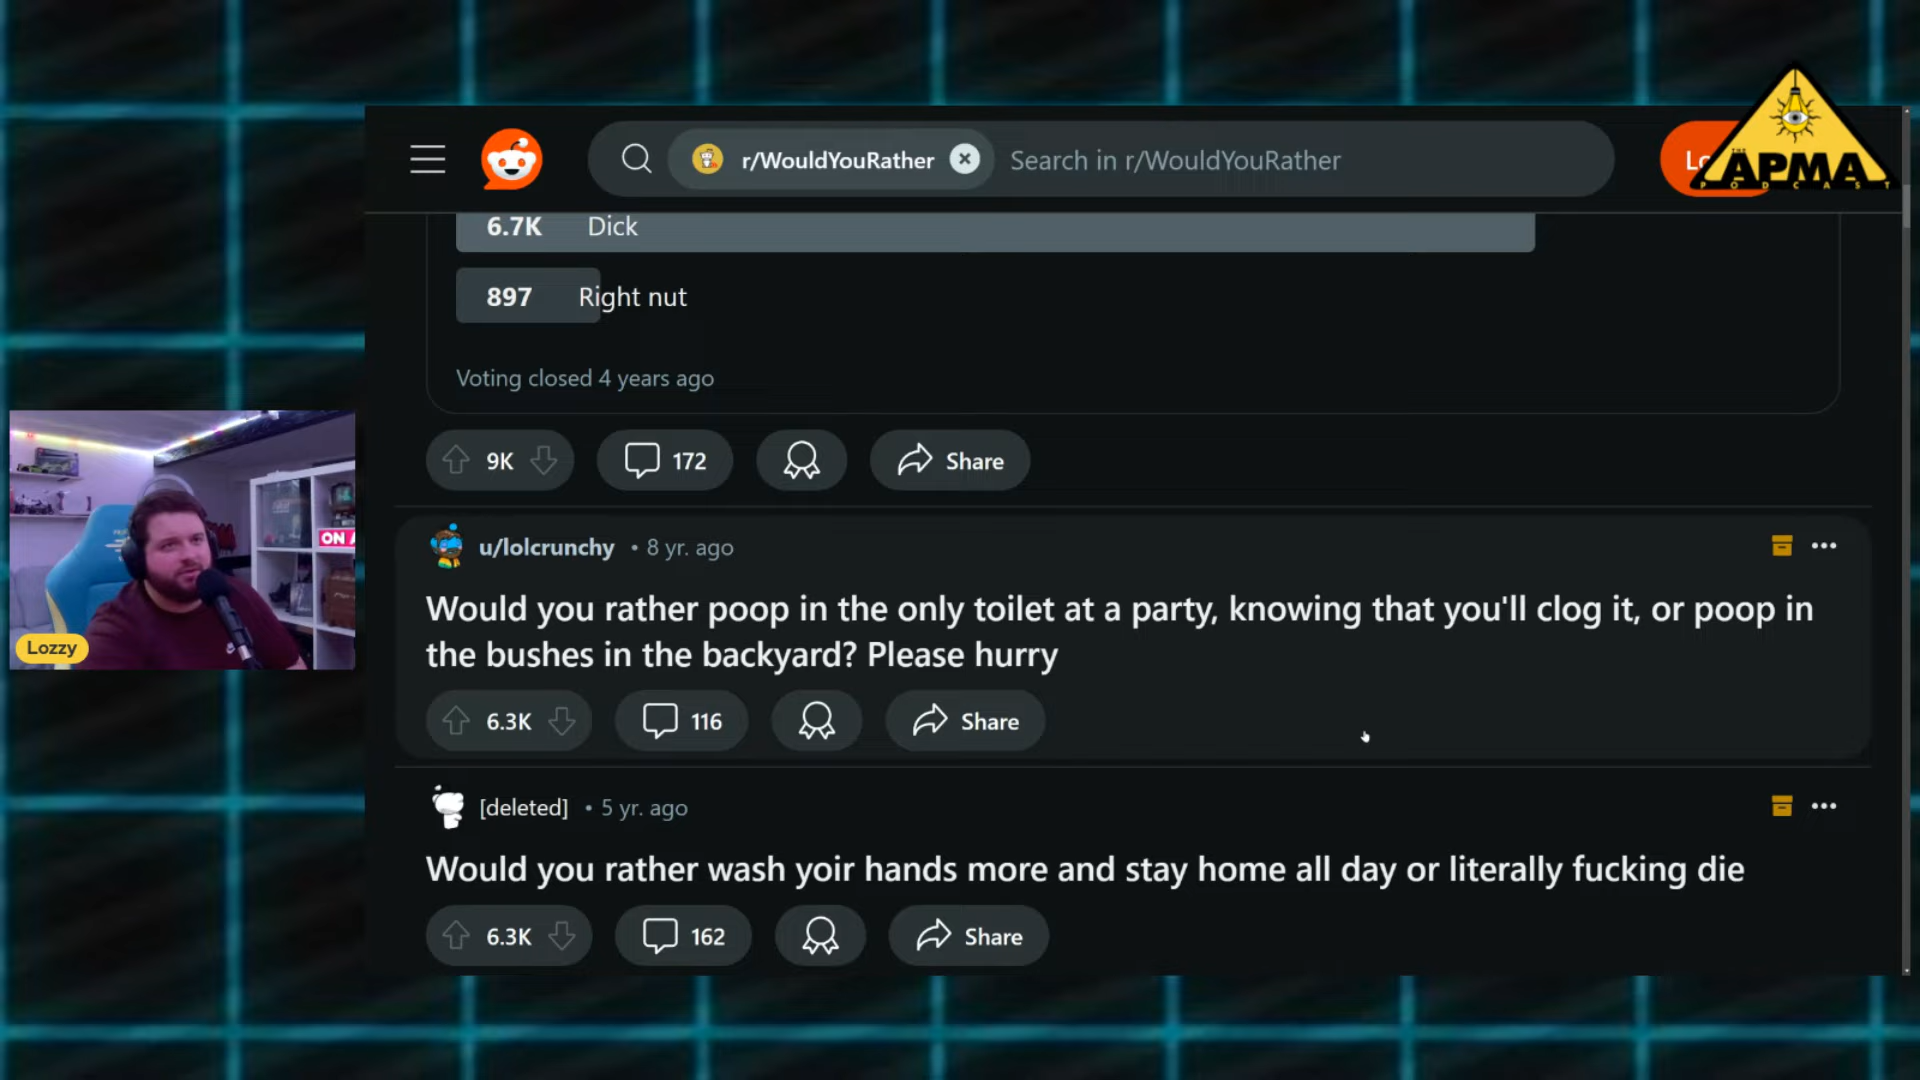 r/WouldYouRather
Search in r/WouldYouRather
THE
APMA
PODCAST
6.7K Dick
897 Right nut
Voting closed 4 years ago
9K 172 Share
u/lolcrunchy • 8 yr. ago
Would you rather poop in the only toilet at a party, knowing that you'll clog it, or poop in
the bushes in the backyard? Please hurry
6.3K 116 Share
[deleted] • 5 yr. ago
Would you rather wash yoir hands more and stay home all day or literally fucking die
6.3K 162 Share
ON
Lozzy